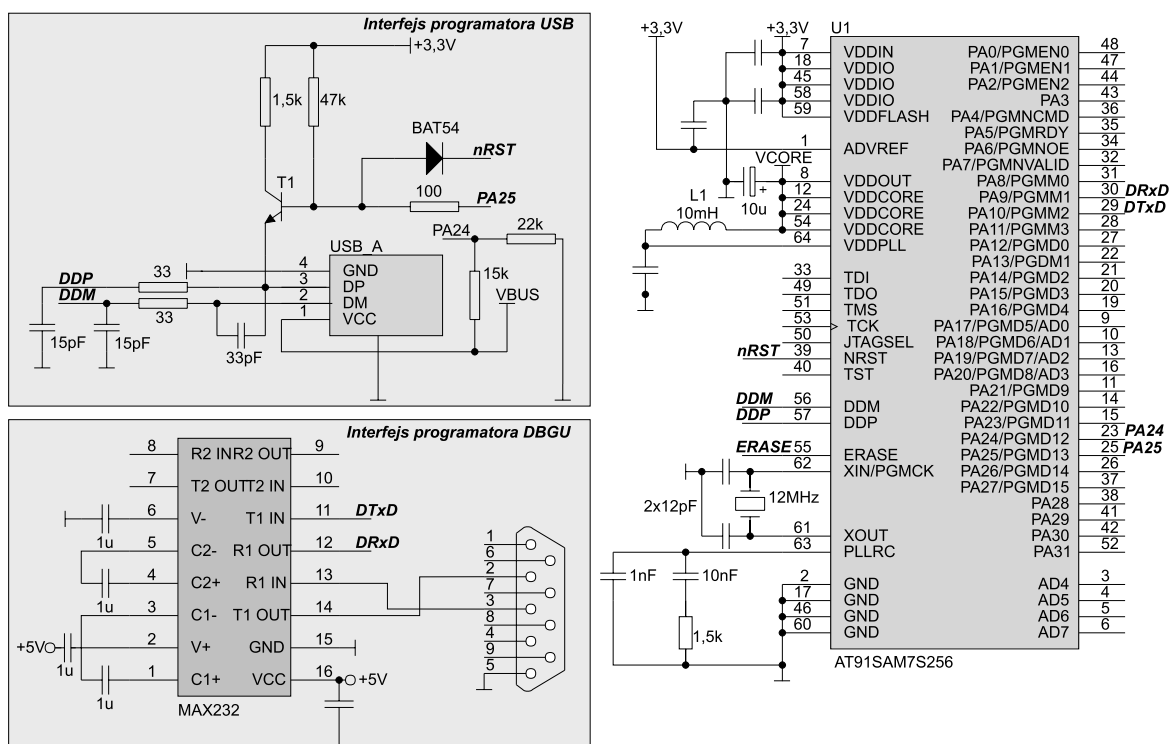 Interfejs programatora USB
+3,3V
1,5k
47k
BAT54
nRST
T1
100
PA25
PA24
22k
USB_A
15k
VBUS
4 GND
3 DP
2 DM
1 VCC
33
DDP
DDM
33
15pF
15pF
33pF
Interfejs programatora DBGU
8 R2 IN R2 OUT 9
7 T2 OUT T2 IN 10
6 V- T1 IN 11 DTxD
1u
5 C2- R1 OUT 12 DRxD
4 C2+ R1 IN 13
1u
3 C1- T1 OUT 14
+5V
1u
2 V+ GND 15
1 C1+ VCC 16 +5V
1u
MAX232
1
6
2
7
3
8
4
9
5
+3,3V
+3,3V
U1
7 VDDIN PA0/PGMEN0 48
18 VDDIO PA1/PGMEN1 47
45 VDDIO PA2/PGMEN2 44
58 VDDIO PA3 43
59 VDDFLASH PA4/PGMNCMD 36
PA5/PGMRDY 35
1 ADVREF PA6/PGMNOE 34
PA7/PGMNVALID 32
VCORE
8 VDDOUT PA8/PGMM0 31
12 VDDCORE PA9/PGMM1 30 DRxD
24 VDDCORE PA10/PGMM2 29 DTxD
54 VDDCORE PA11/PGMM3 28
64 VDDPLL PA12/PGMD0 27
+
10u
L1
10mH
PA13/PGDM1 22
33 TDI PA14/PGMD2 21
49 TDO PA15/PGMD3 20
51 TMS PA16/PGMD4 19
53 TCK PA17/PGMD5/AD0 9
50 JTAGSEL PA18/PGMD6/AD1 10
nRST 39 NRST PA19/PGMD7/AD2 13
40 TST PA20/PGMD8/AD3 16
PA21/PGMD9 11
DDM 56 DDM PA22/PGMD10 14
DDP 57 DDP PA23/PGMD11 15
PA24/PGMD12 23 PA24
ERASE 55 ERASE PA25/PGMD13 25 PA25
62 XIN/PGMCK PA26/PGMD14 26
PA27/PGMD15 37
2x12pF
12MHz
PA28 38
PA29 41
61 XOUT PA30 42
63 PLLRC PA31 52
1nF
10nF
1,5k
2 GND AD4 3
17 GND AD5 4
46 GND AD6 5
60 GND AD7 6
AT91SAM7S256